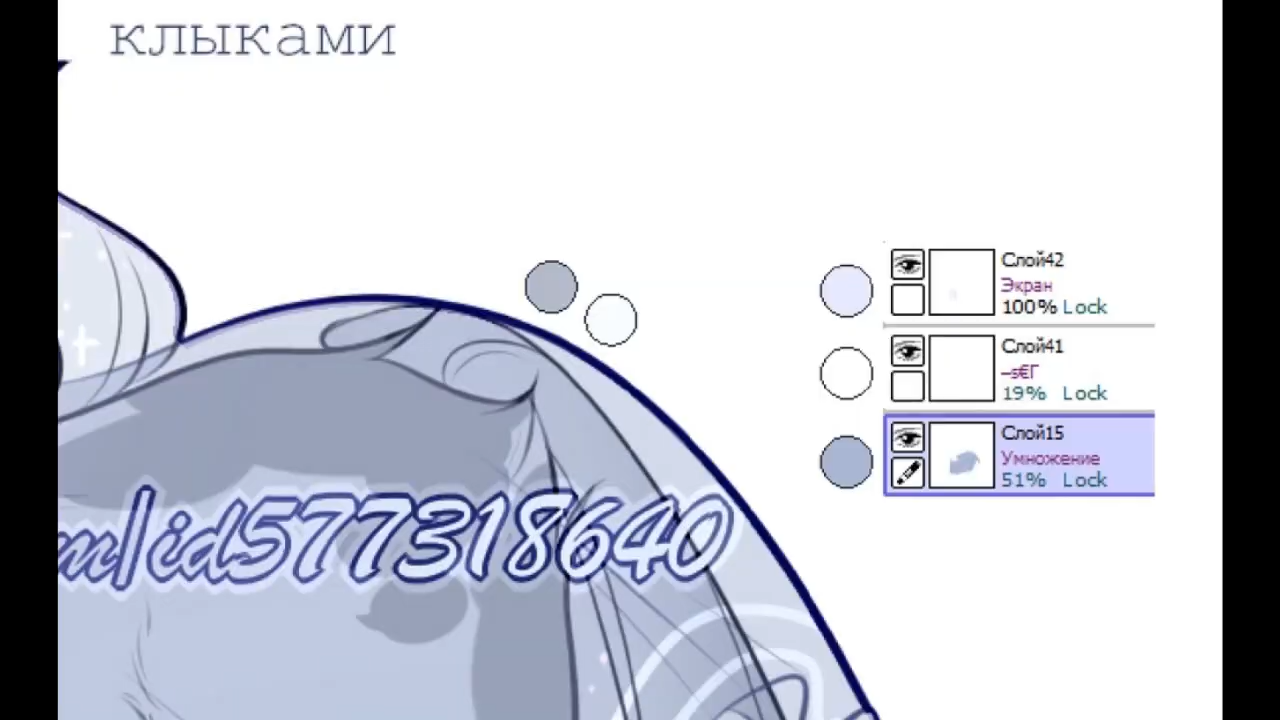 клыками
Слой42
Экран
100% Lock
Слой41
–s€Г
19% Lock
Слой15
Умножение
51% Lock
m/id577318640